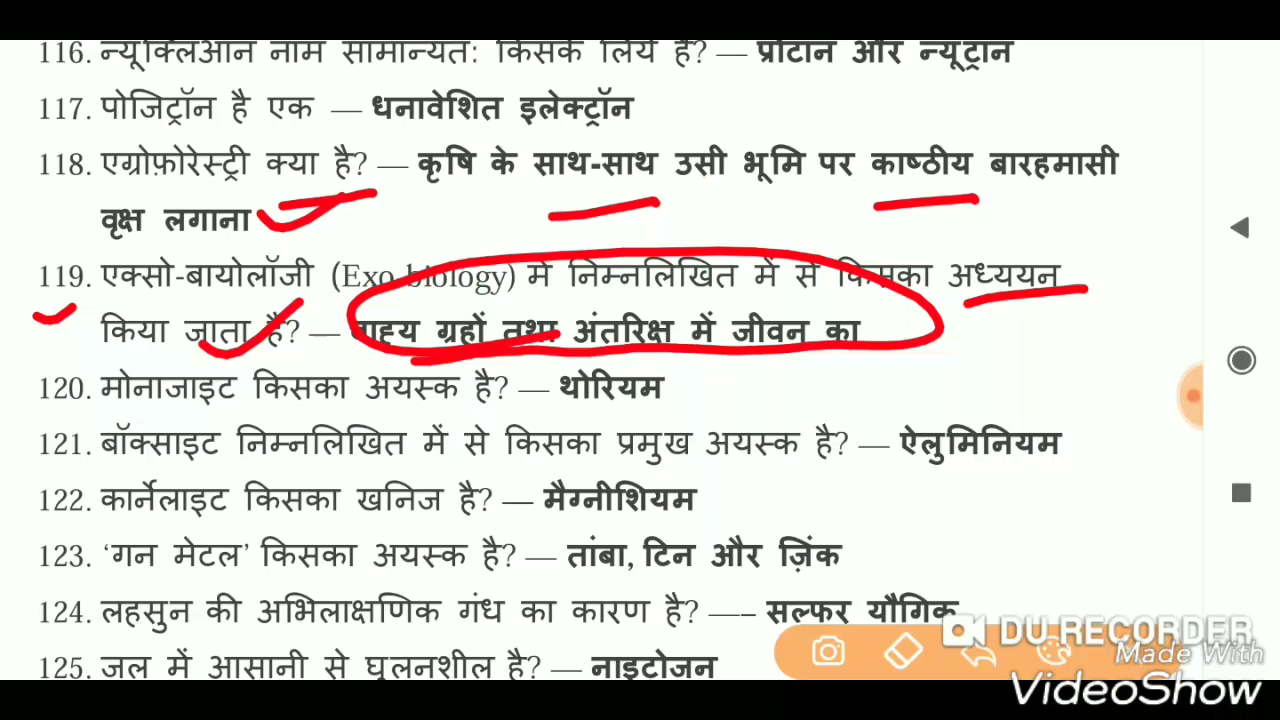 116. न्यूक्लिऑन नाम सामान्यत: किसके लिये है? — प्रोटॉन और न्यूट्रॉन
117. पोजिट्रॉन है एक — धनावेशित इलेक्ट्रॉन
118. एग्रोफ़ोरेस्ट्री क्या है? — कृषि के साथ-साथ उसी भूमि पर काष्ठीय बारहमासी
वृक्ष लगाना
119. एक्सो-बायोलॉजी (Exo-biology) में निम्नलिखित में से किसका अध्ययन
किया जाता है? — बाह्य ग्रहों तथा अंतरिक्ष में जीवन का
120. मोनाजाइट किसका अयस्क है? — थोरियम
121. बॉक्साइट निम्नलिखित में से किसका प्रमुख अयस्क है? — ऐलुमिनियम
122. कार्नेलाइट किसका खनिज है? — मैग्नीशियम
123. ‘गन मेटल’ किसका अयस्क है? — तांबा, टिन और ज़िंक
124. लहसुन की अभिलाक्षणिक गंध का कारण है? —– सल्फर यौगिक
DU RECORDER
Made With
125. जल में आसानी से घुलनशील है? — नाइट्रोजन
VideoShow